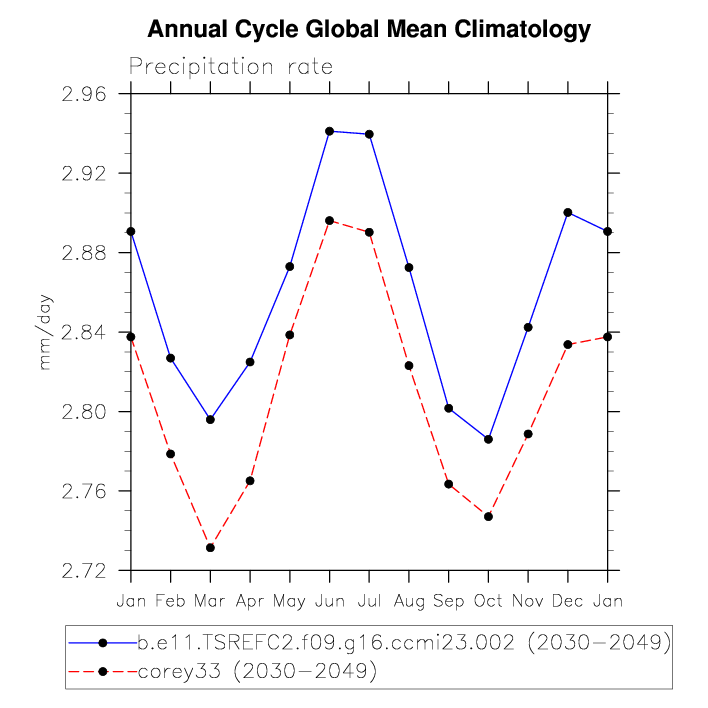 Annual Cycle Global Mean Climatology
Precipitation rate
2.96
2.92
2.88
2.84
2.80
2.76
2.72
mm/day
Jan Feb Mar Apr May Jun Jul Aug Sep Oct Nov Dec Jan
b.e11.TSREFC2.f09.g16.ccmi23.002 (2030-2049)
corey33 (2030-2049)